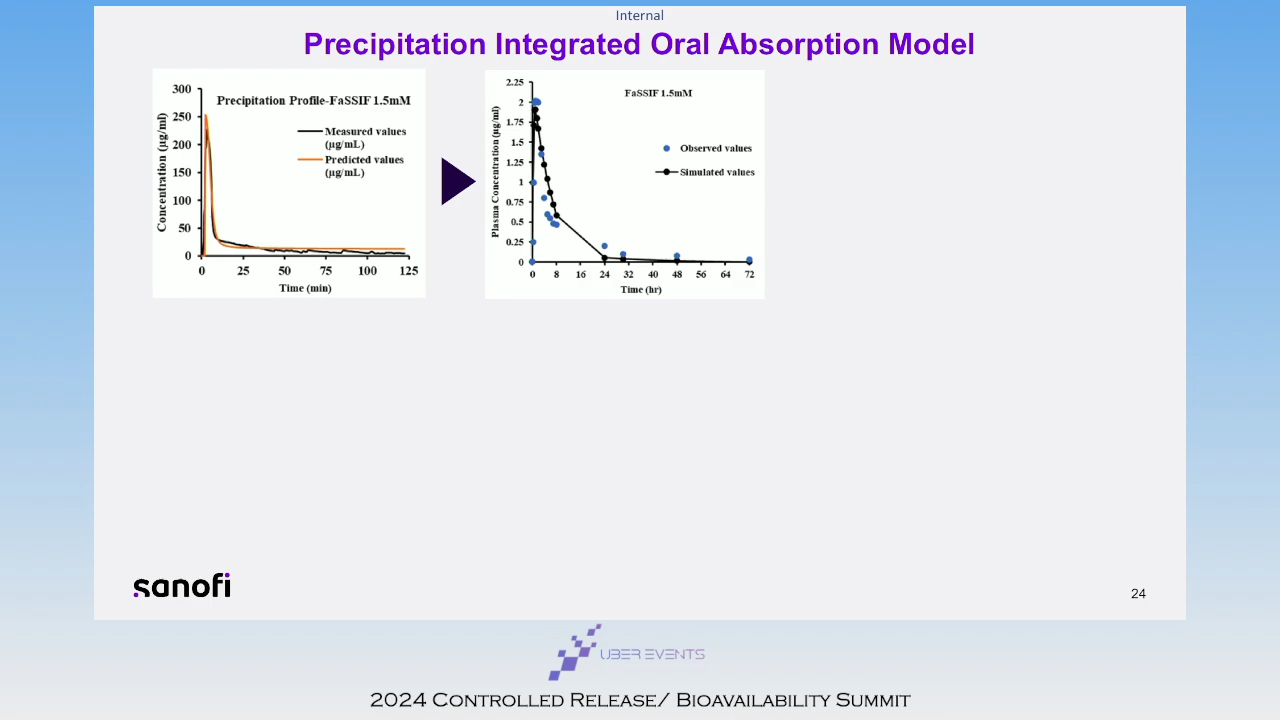 Internal
Precipitation Integrated Oral Absorption Model
300
250
200
150
100
50
0
Concentration (µg/ml)
Precipitation Profile-FaSSIF 1.5mM
Measured values
(µg/mL)
Predicted values
(µg/mL)
0 25 50 75 100 125
Time (min)
2.25
2
1.75
1.5
1.25
1
0.75
0.5
0.25
0
Plasma Concentration (µg/ml)
FaSSIF 1.5mM
Observed values
Simulated values
0 8 16 24 32 40 48 56 64 72
Time (hr)
sanofi
24
UBER EVENTS
2024 Controlled Release/ Bioavailability Summit